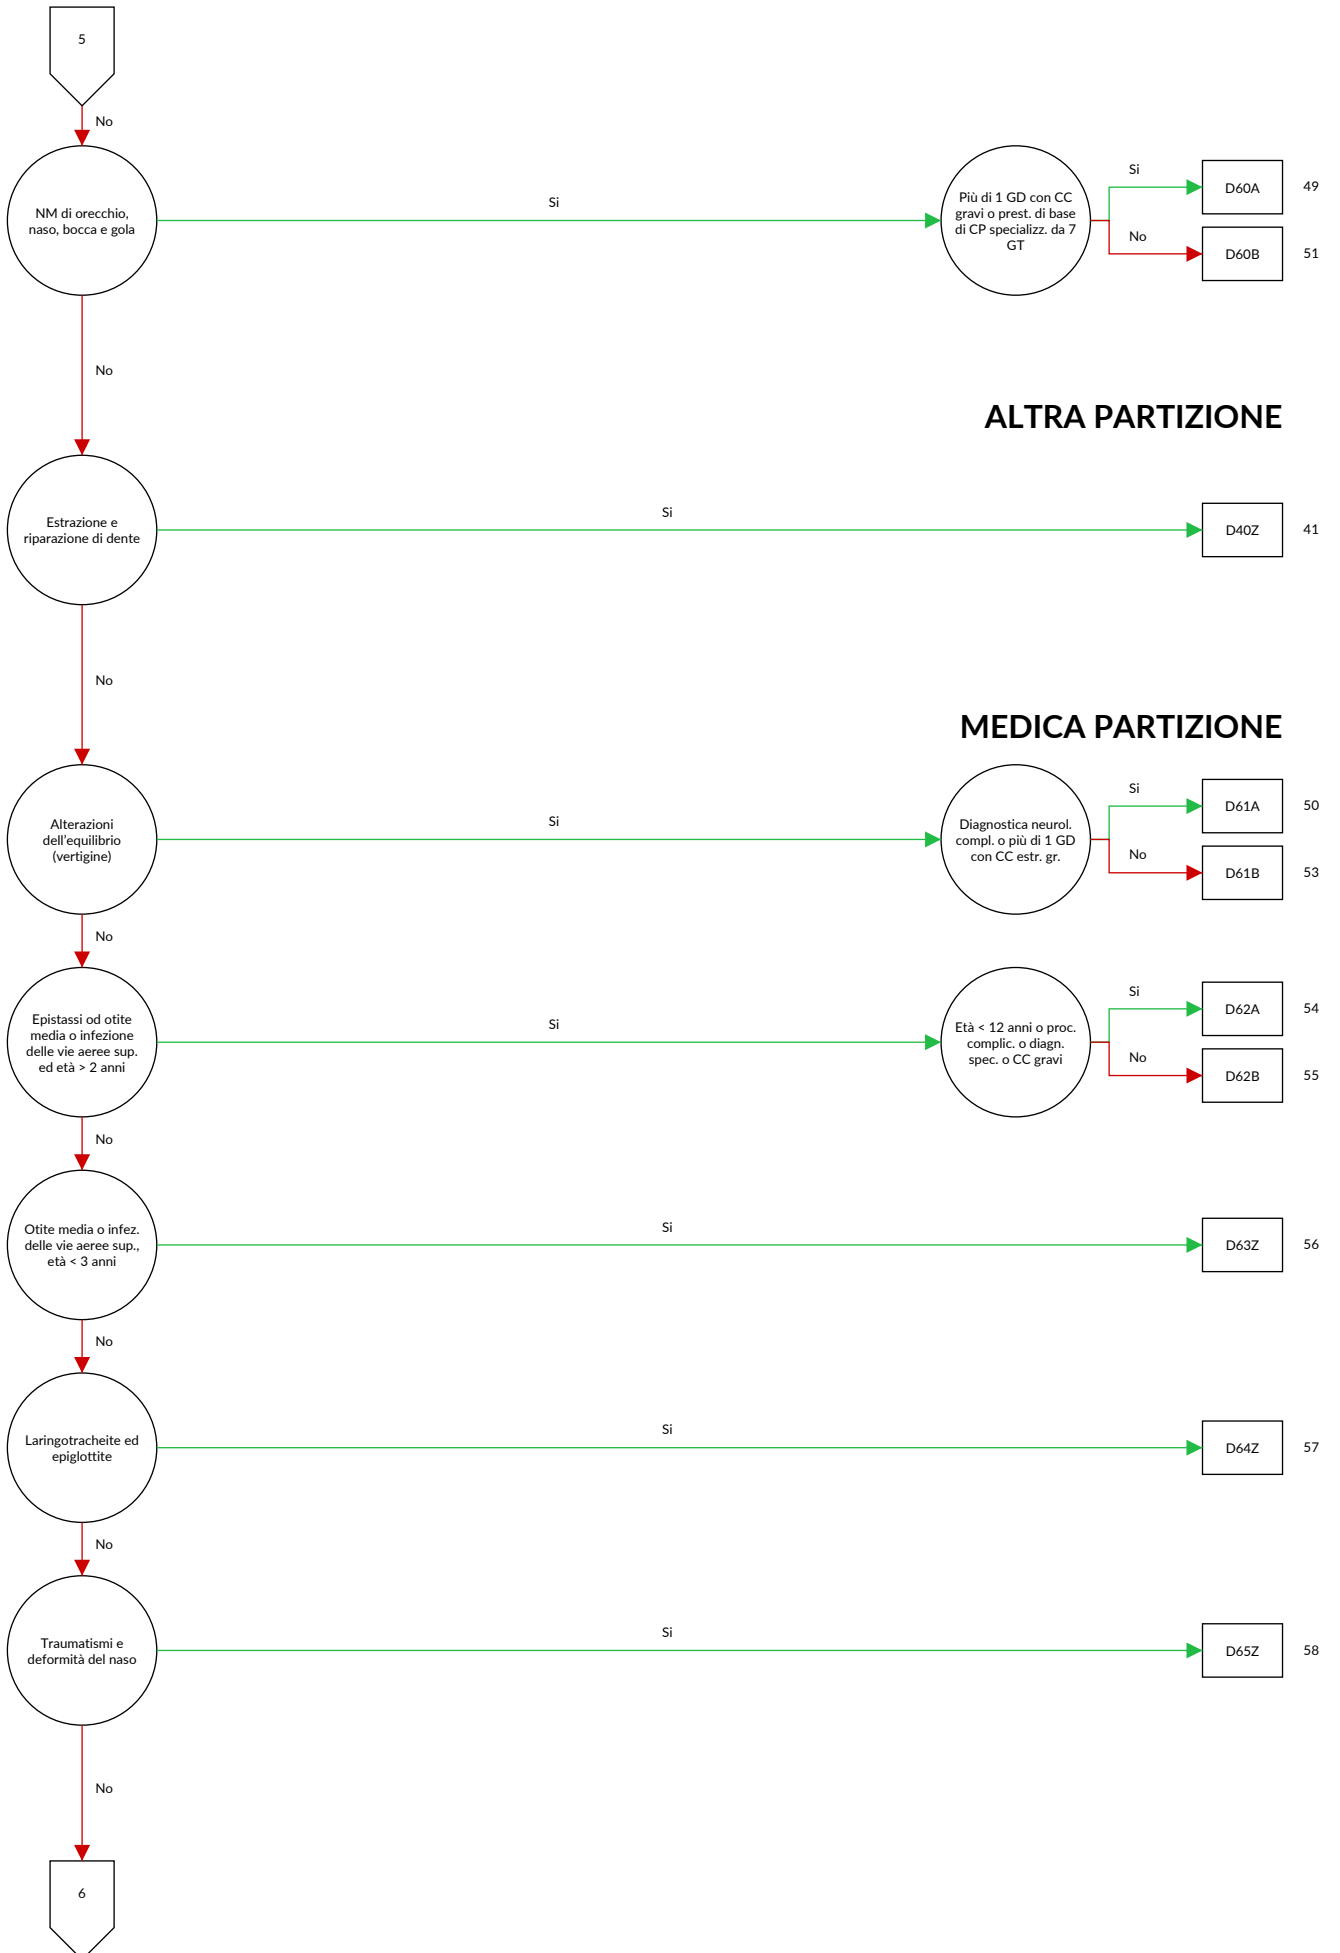 5
No
NM di orecchio,
naso, bocca e gola
Si
Più di 1 GD con CC
gravi o prest. di base
di CP specializz. da 7
GT
Si
D60A
49
No
D60B
51
No
ALTRA PARTIZIONE
Estrazione e
riparazione di dente
Si
D40Z
41
No
MEDICA PARTIZIONE
Alterazioni
dell'equilibrio
(vertigine)
Si
Diagnostica neurol.
compl. o più di 1 GD
con CC estr. gr.
Si
D61A
50
No
D61B
53
No
Epistassi od otite
media o infezione
delle vie aeree sup.
ed età > 2 anni
Si
Età < 12 anni o proc.
complic. o diagn.
spec. o CC gravi
Si
D62A
54
No
D62B
55
No
Otite media o infez.
delle vie aeree sup.,
età < 3 anni
Si
D63Z
56
No
Laringotracheite ed
epiglottite
Si
D64Z
57
No
Traumatismi e
deformità del naso
Si
D65Z
58
No
6